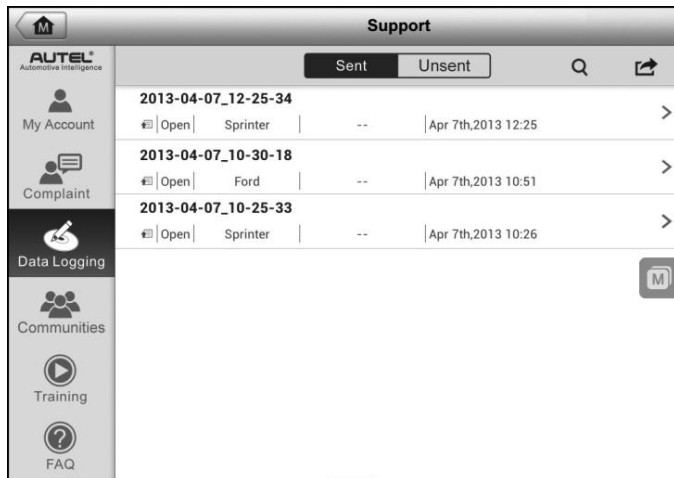 M
Support
AUTEL®
Automotive Intelligence
Sent Unsent
My Account
Complaint
Data Logging
Communities
Training
FAQ
2013-04-07_12-25-34
Open Sprinter -- Apr 7th,2013 12:25
2013-04-07_10-30-18
Open Ford -- Apr 7th,2013 10:51
2013-04-07_10-25-33
Open Sprinter -- Apr 7th,2013 10:26
M